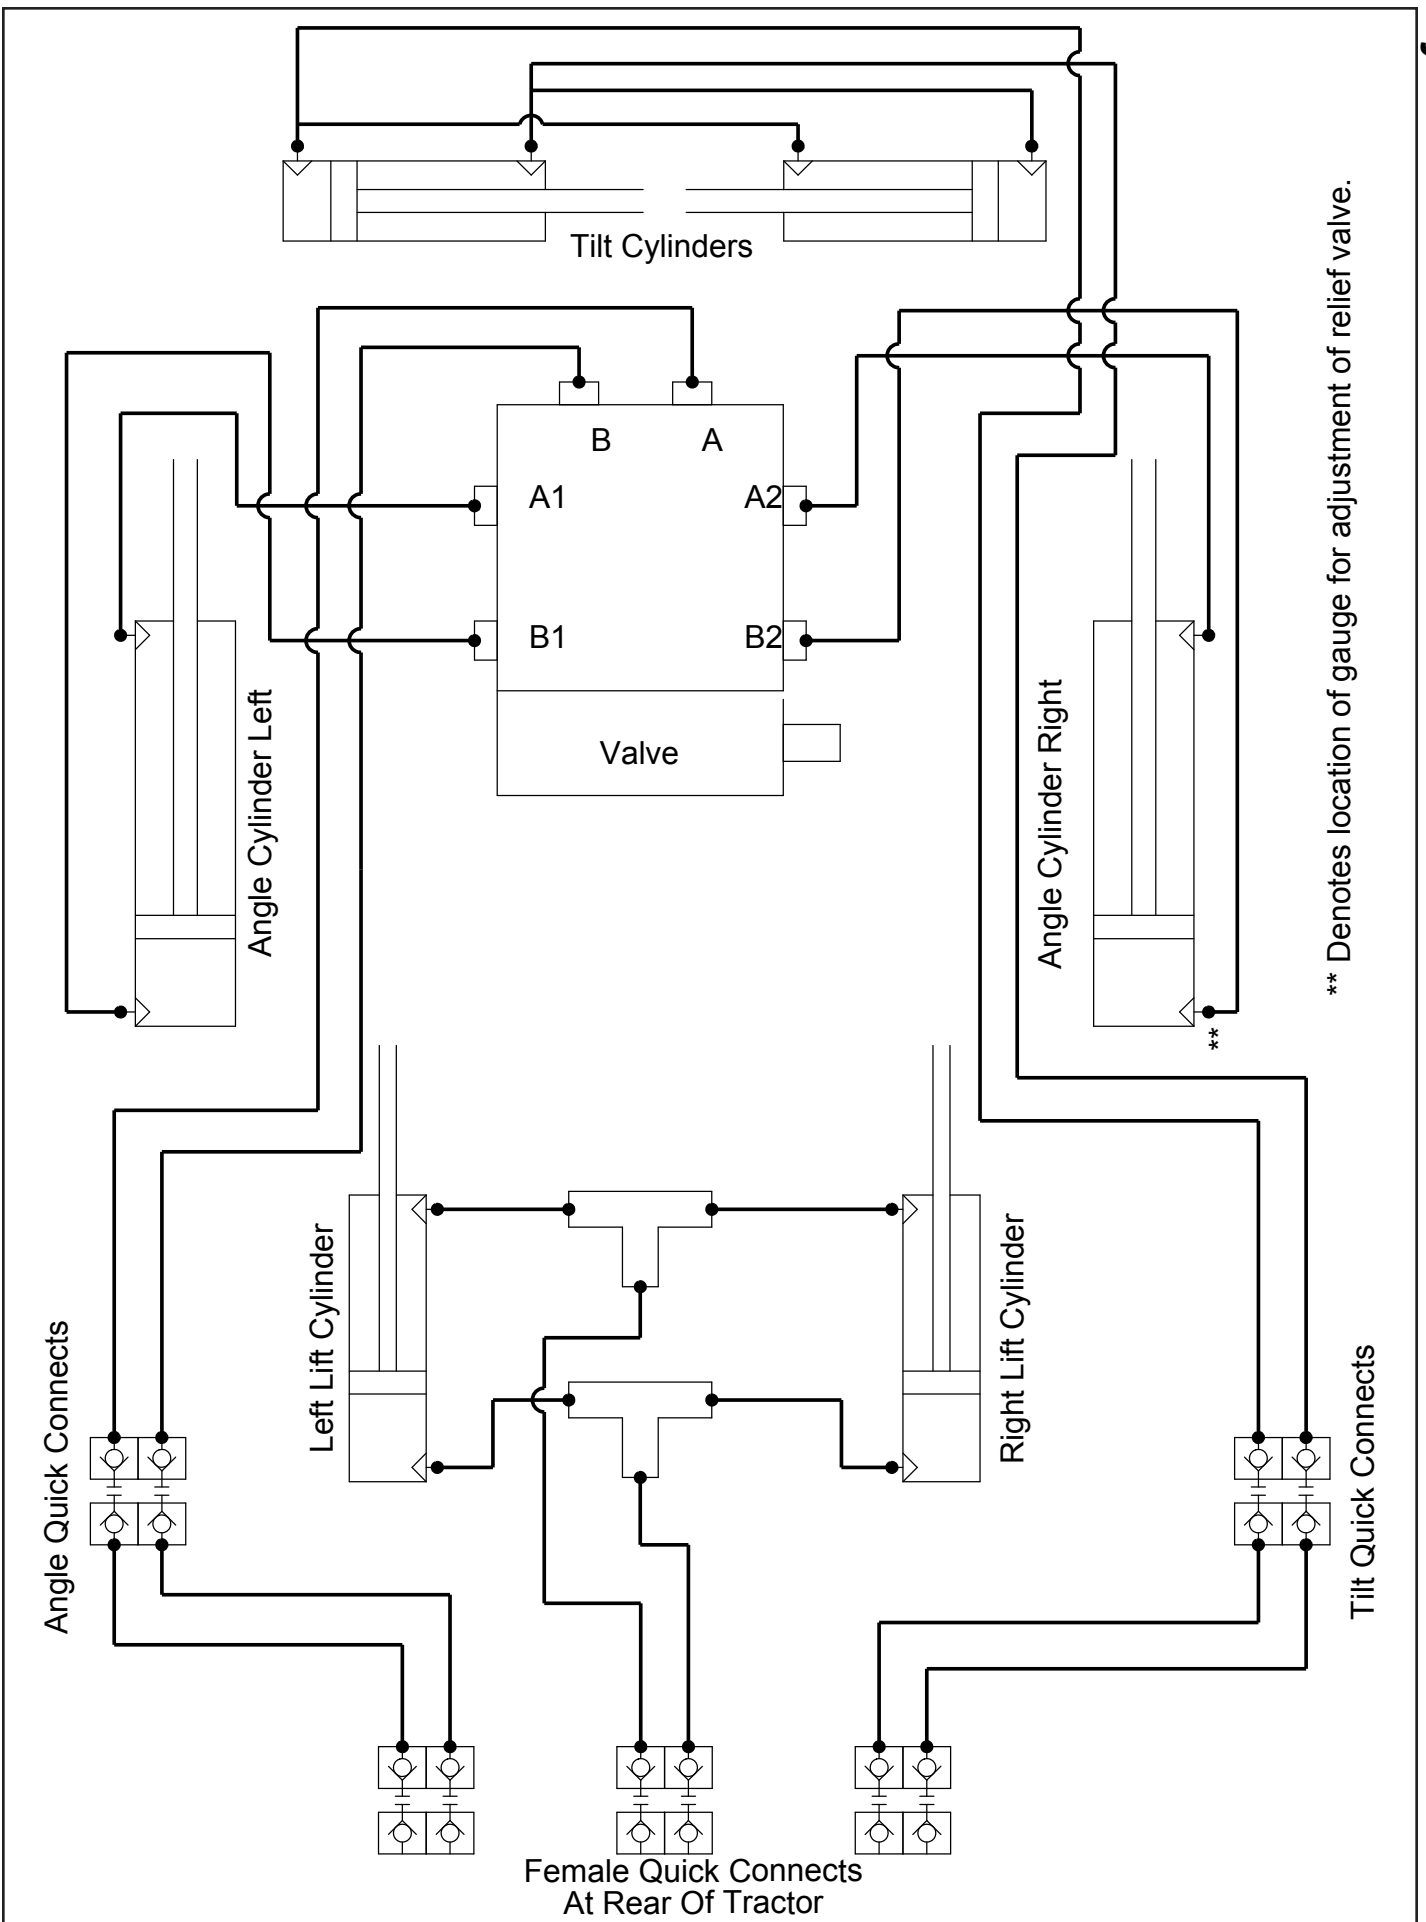 Tilt Cylinders
B
A
A1
A2
B1
B2
Valve
Angle Cylinder Left
Angle Cylinder Right
** Denotes location of gauge for adjustment of relief valve.
**
Left Lift Cylinder
Right Lift Cylinder
Angle Quick Connects
Tilt Quick Connects
Female Quick Connects
At Rear Of Tractor